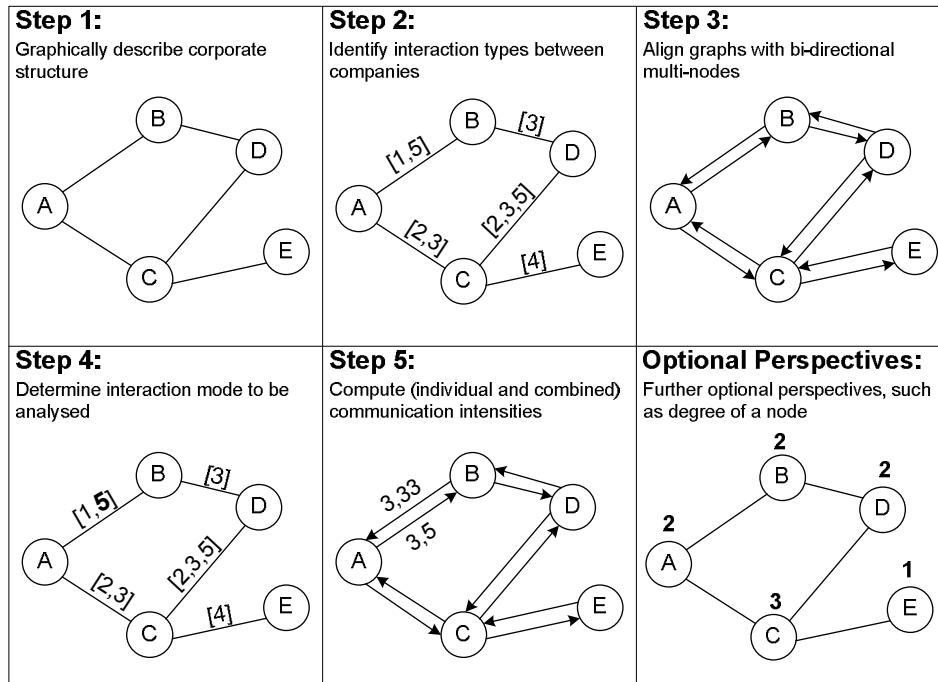 Step 1:
Graphically describe corporate
structure
B
D
A
E
C
Step 2:
Identify interaction types between
companies
B
[3]
D
[1,5]
A
[2,3,5]
[2,3]
E
[4]
C
Step 3:
Align graphs with bi-directional
multi-nodes
B
D
A
E
C
Step 4:
Determine interaction mode to be
analysed
B
[3]
[1,5]
D
A
[2,3,5]
[2,3]
E
[4]
C
Step 5:
Compute (individual and combined)
communication intensities
B
3,33
D
3,5
A
E
C
Optional Perspectives:
Further optional perspectives, such
as degree of a node
2
B
2
D
2
A
1
E
3
C